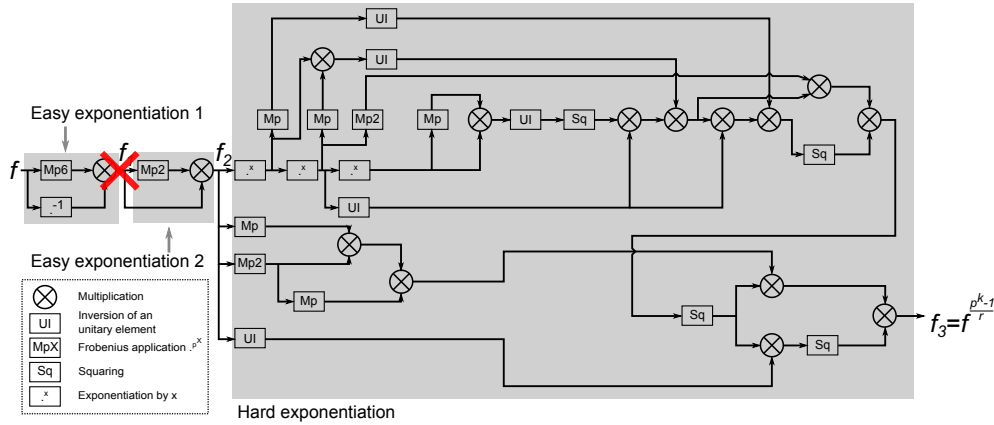 UI
UI
Mp
Mp
Mp2
Mp
UI
Sq
Sq
Easy exponentiation 1
f
Mp6
.-1
f
Mp2
f2
.x
.x
.x
UI
Easy exponentiation 2
Mp
Mp2
Mp
UI
Sq
Sq
f3=f (p^k-1)/r
Multiplication
UI Inversion of an
unitary element
MpX Frobenius application .p^x
Sq Squaring
.x Exponentiation by x
Hard exponentiation